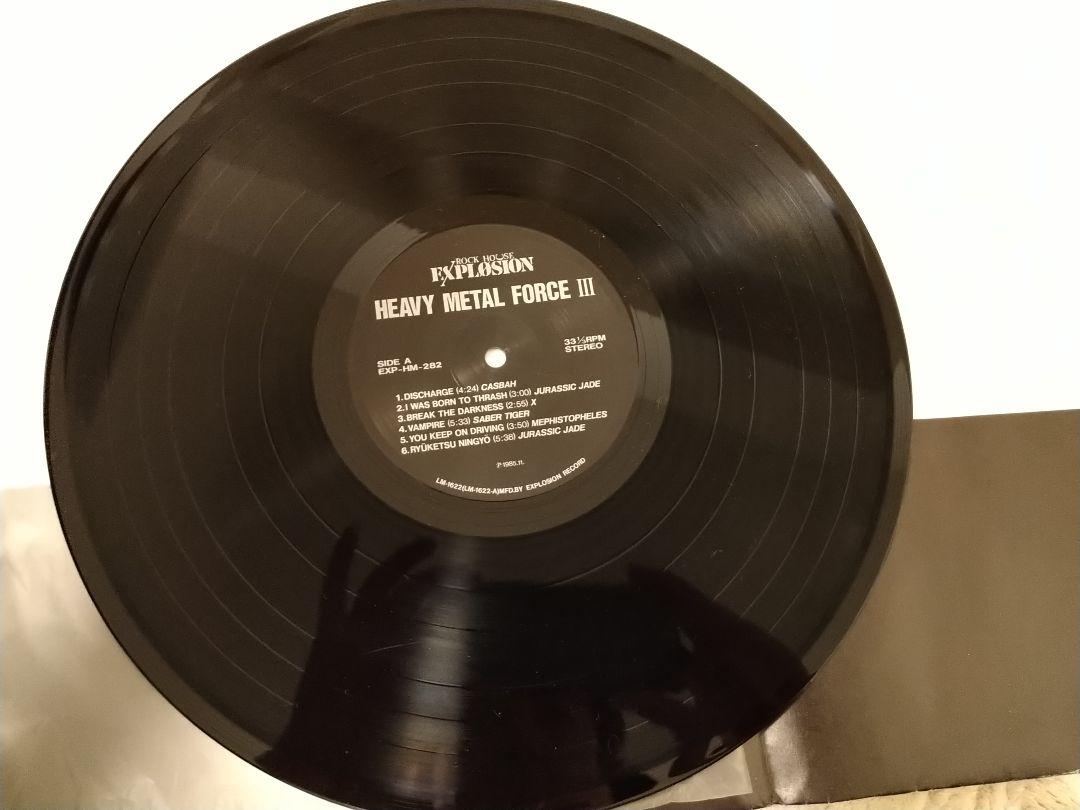 ROCK HOUSE
EXPLØSION
HEAVY METAL FORCE III
SIDE A
EXP-HM-282
33⅓RPM
STEREO
1. DISCHARGE (4:24) CASBAH
2. I WAS BORN TO THRASH (3:00) JURASSIC JADE
3. BREAK THE DARKNESS (2:55) X
4. VAMPIRE (5:33) SABER TIGER
5. YOU KEEP ON DRIVING (3:50) MEPHISTOPHELES
6. RYŪKETSU NINGYŌ (5:38) JURASSIC JADE
℗1985.11.
LM-1622(LM-1622-A)MFD.BY EXPLOSION RECORD